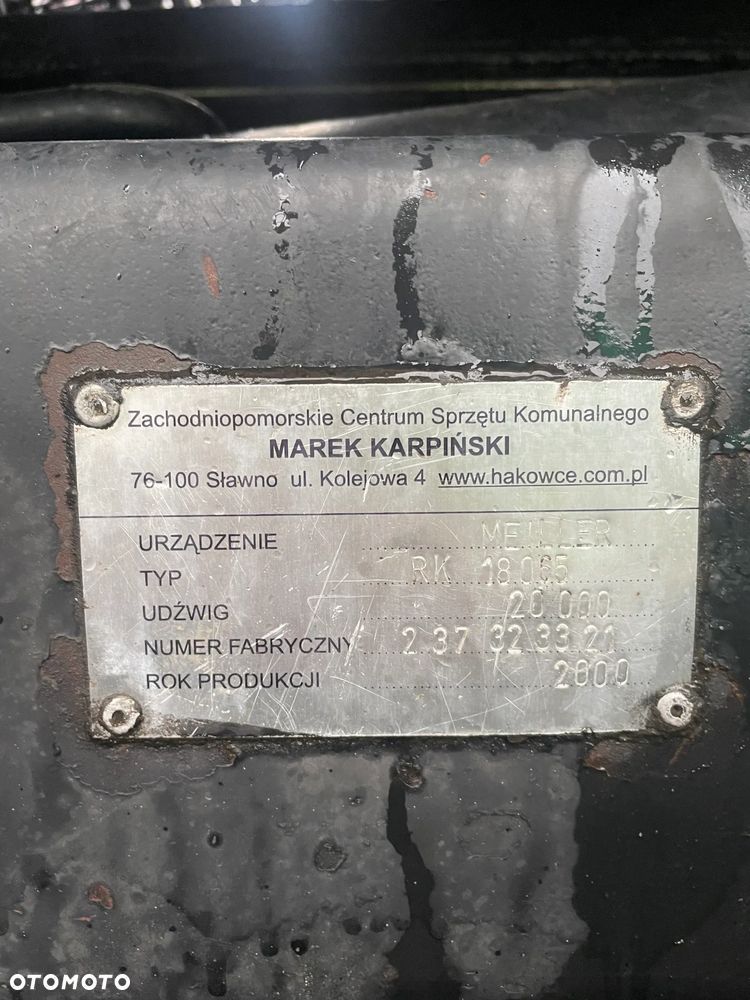 Zachodniopomorskie Centrum Sprzętu Komunalnego
MAREK KARPIŃSKI
76-100 Sławno ul. Kolejowa 4 www.hakowce.com.pl
URZĄDZENIE MEILLER
TYP RK 18.065
UDŹWIG 20 000
NUMER FABRYCZNY 2 37 32 33 21
ROK PRODUKCJI 2000
OTOMOTO